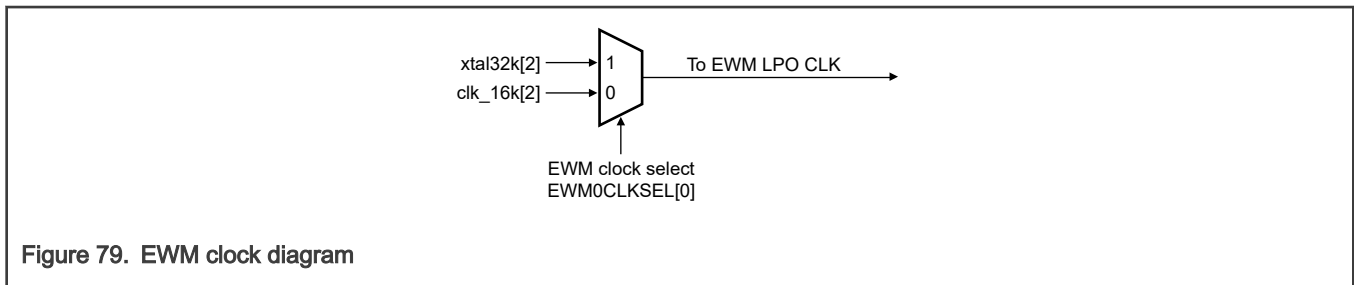 xtal32k[2]
1
To EWM LPO CLK
clk_16k[2]
0
EWM clock select
EWM0CLKSEL[0]
Figure 79. EWM clock diagram